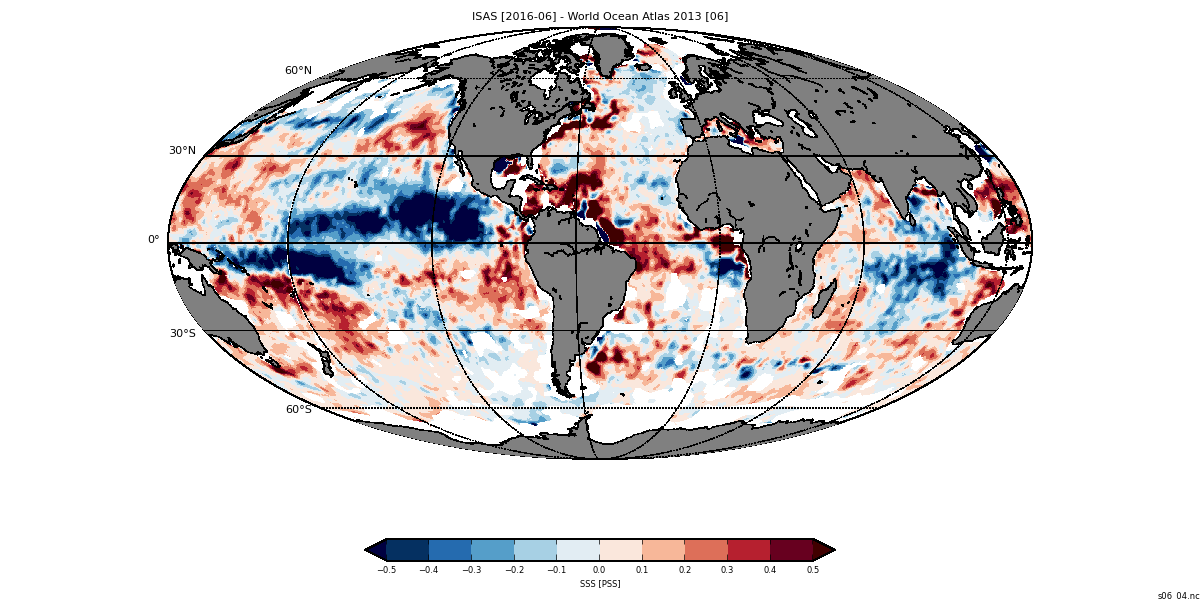 ISAS [2016-06] - World Ocean Atlas 2013 [06]
60°N
30°N
0°
30°S
60°S
−0.5 −0.4 −0.3 −0.2 −0.1 0.0 0.1 0.2 0.3 0.4 0.5
SSS [PSS]
s06_04.nc